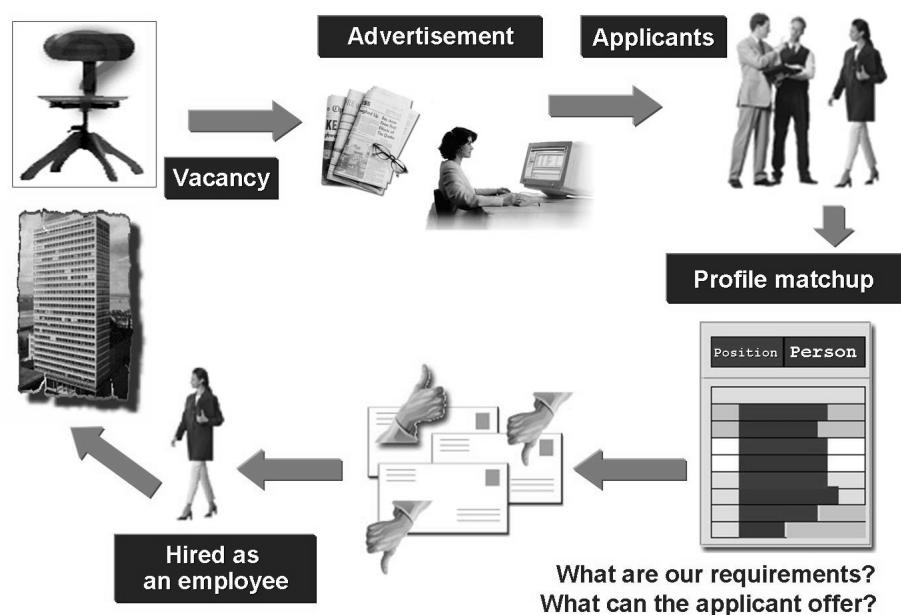 Advertisement
Applicants
Vacancy
Profile matchup
Position Person
Hired as
an employee
What are our requirements?
What can the applicant offer?